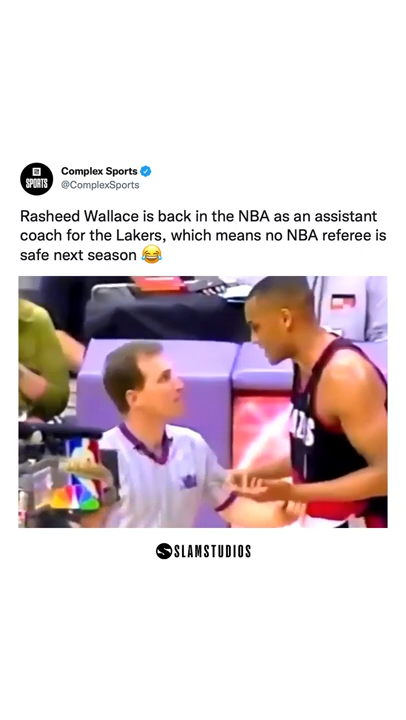 Complex Sports
SPORTS
@ComplexSports
Rasheed Wallace is back in the NBA as an assistant
coach for the Lakers, which means no NBA referee is
safe next season 😂
SLAMSTUDIOS